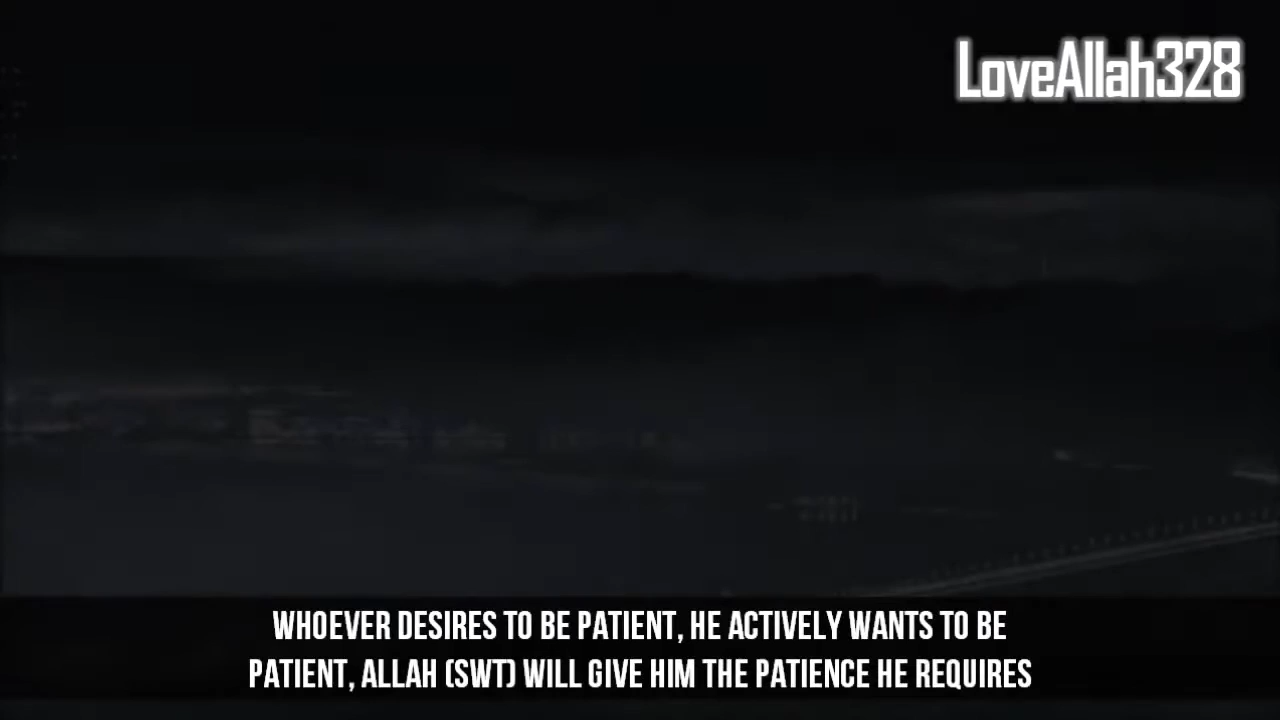 LoveAllah328
WHOEVER DESIRES TO BE PATIENT, HE ACTIVELY WANTS TO BE
PATIENT, ALLAH (SWT) WILL GIVE HIM THE PATIENCE HE REQUIRES